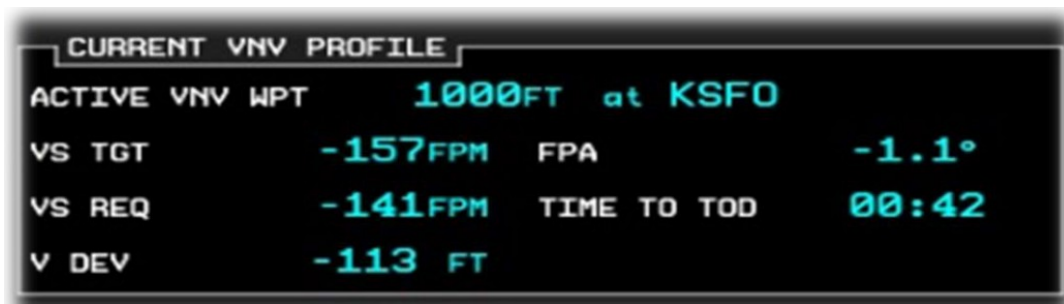 CURRENT VNV PROFILE
ACTIVE VNV WPT 1000FT at KSFO
VS TGT -157FPM FPA -1.1°
VS REQ -141FPM TIME TO TOD 00:42
V DEV -113 FT